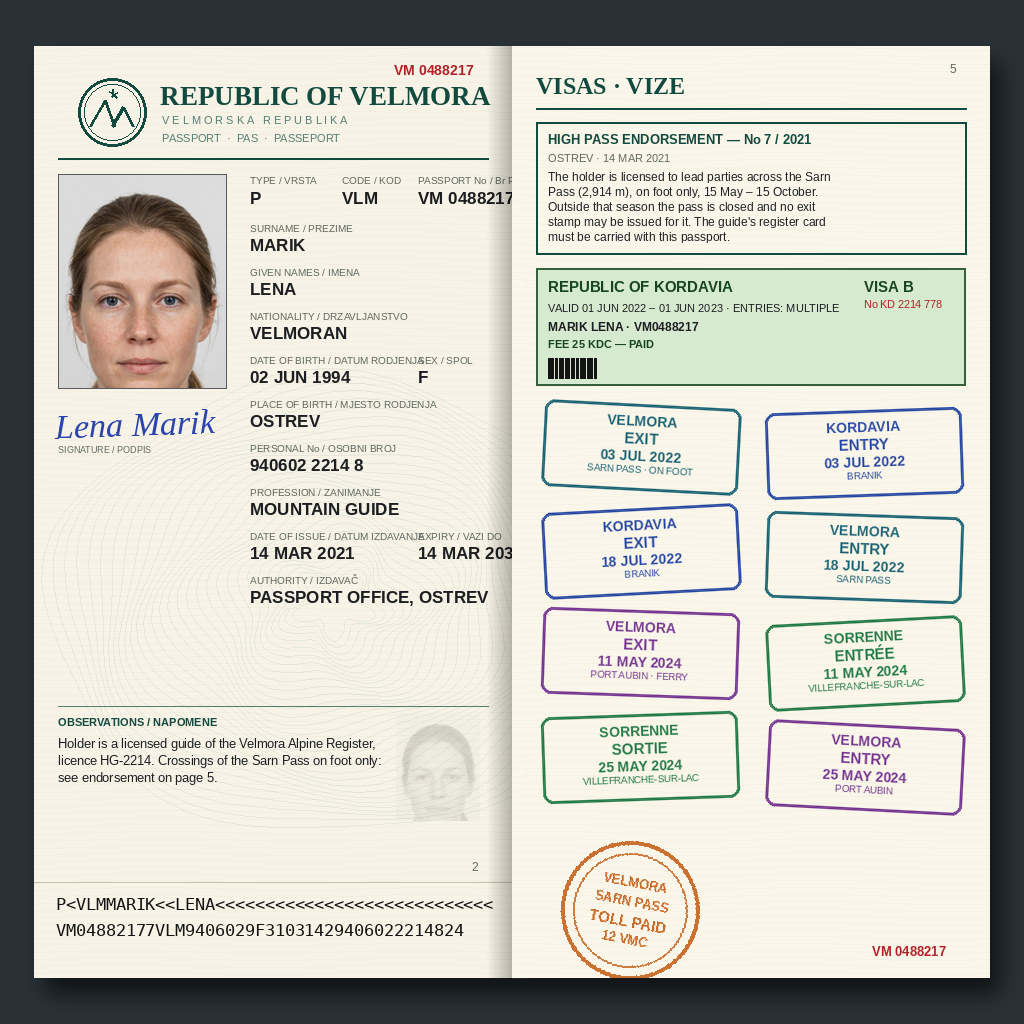 VM 0488217
REPUBLIC OF VELMORA
VELMORSKA REPUBLIKA
PASSPORT · PAS · PASSEPORT
TYPE / VRSTA CODE / KOD PASSPORT No / Br
P VLM VM 0488217
SURNAME / PREZIME
MARIK
GIVEN NAMES / IMENA
LENA
NATIONALITY / DRZAVLJANSTVO
VELMORAN
DATE OF BIRTH / DATUM RODJENJA SEX / SPOL
02 JUN 1994 F
PLACE OF BIRTH / MJESTO RODJENJA
OSTREV
PERSONAL No / OSOBNI BROJ
940602 2214 8
PROFESSION / ZANIMANJE
MOUNTAIN GUIDE
DATE OF ISSUE / DATUM IZDAVANJA EXPIRY / VAZI DO
14 MAR 2021 14 MAR 203
AUTHORITY / IZDAVAČ
PASSPORT OFFICE, OSTREV
Lena Marik
SIGNATURE / PODPIS
OBSERVATIONS / NAPOMENE
Holder is a licensed guide of the Velmora Alpine Register,
licence HG-2214. Crossings of the Sarn Pass on foot only:
see endorsement on page 5.
2
P<VLMMARIK<<LENA<<<<<<<<<<<<<<<<<<<<<<<<<<<<
VM04882177VLM9406029F31031429406022214824
5
VISAS · VIZE
HIGH PASS ENDORSEMENT — No 7 / 2021
OSTREV · 14 MAR 2021
The holder is licensed to lead parties across the Sarn
Pass (2,914 m), on foot only, 15 May – 15 October.
Outside that season the pass is closed and no exit
stamp may be issued for it. The guide's register card
must be carried with this passport.
REPUBLIC OF KORDAVIA VISA B
No KD 2214 778
VALID 01 JUN 2022 – 01 JUN 2023 · ENTRIES: MULTIPLE
MARIK LENA · VM0488217
FEE 25 KDC — PAID
VELMORA
EXIT
03 JUL 2022
SARN PASS · ON FOOT
KORDAVIA
ENTRY
03 JUL 2022
BRANIK
KORDAVIA
EXIT
18 JUL 2022
BRANIK
VELMORA
ENTRY
18 JUL 2022
SARN PASS
VELMORA
EXIT
11 MAY 2024
PORT AUBIN · FERRY
SORRENNE
ENTRÉE
11 MAY 2024
VILLEFRANCHE-SUR-LAC
SORRENNE
SORTIE
25 MAY 2024
VILLEFRANCHE-SUR-LAC
VELMORA
ENTRY
25 MAY 2024
PORT AUBIN
VELMORA
SARN PASS
TOLL PAID
12 VMC
VM 0488217